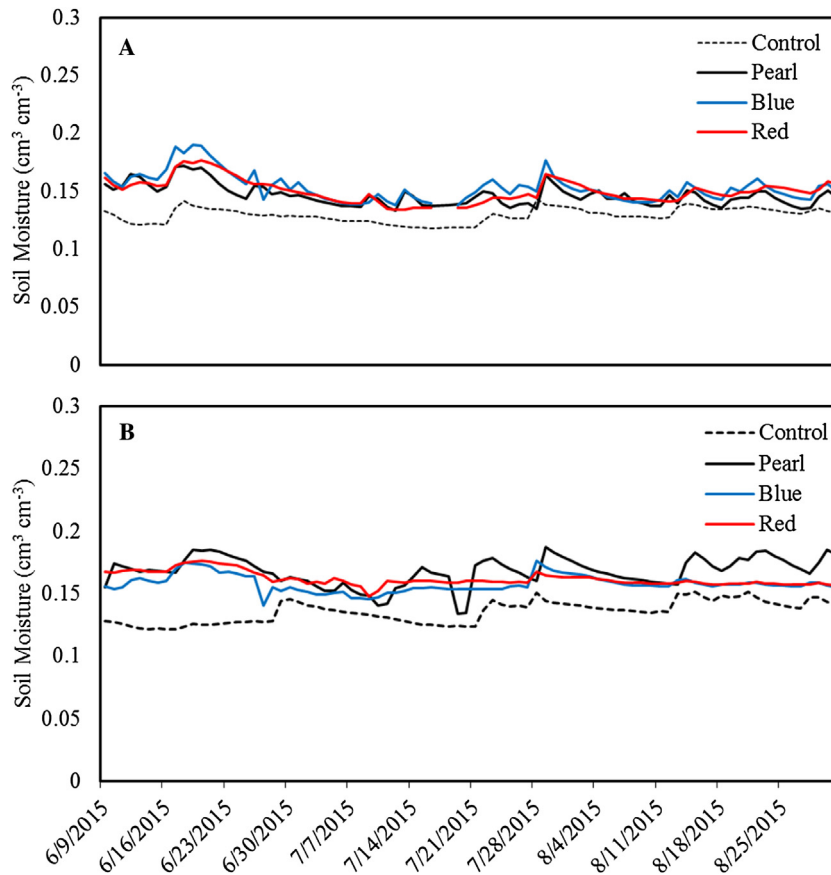 0.3
A
Control
Pearl
Blue
Red
0.25
0.2
0.15
0.1
0.05
0
Soil Moisture (cm³ cm⁻³)
0.3
B
Control
Pearl
Blue
Red
0.25
0.2
0.15
0.1
0.05
0
Soil Moisture (cm³ cm⁻³)
6/9/2015
6/16/2015
6/23/2015
6/30/2015
7/7/2015
7/14/2015
7/21/2015
7/28/2015
8/4/2015
8/11/2015
8/18/2015
8/25/2015